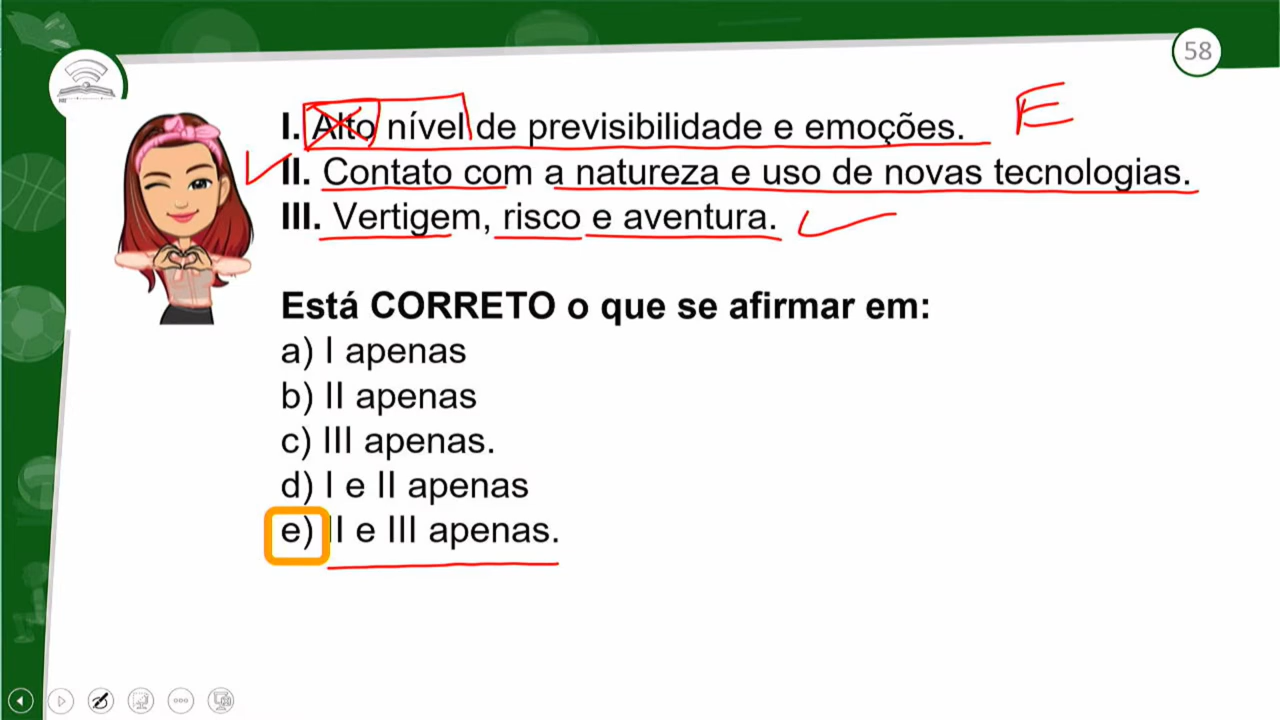 58
I. Alto nível de previsibilidade e emoções. E
II. Contato com a natureza e uso de novas tecnologias.
III. Vertigem, risco e aventura.
Está CORRETO o que se afirmar em:
a) I apenas
b) II apenas
c) III apenas.
d) I e II apenas
e) II e III apenas.